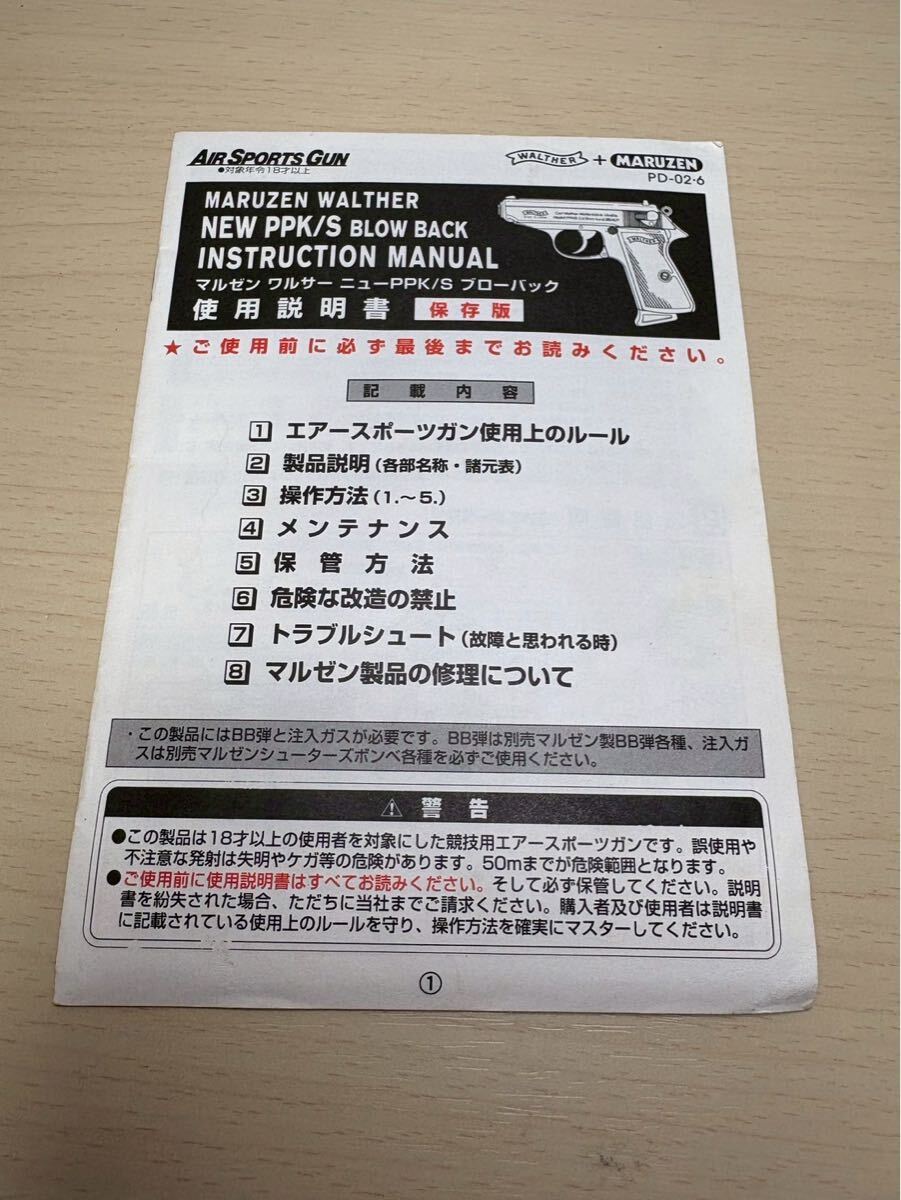 AIR SPORTS GUN
●対象年令18才以上
WALTHER + MARUZEN
PD-02・6
MARUZEN WALTHER
NEW PPK/S BLOW BACK
INSTRUCTION MANUAL
マルゼン ワルサー ニューPPK/S ブローバック
使用説明書 保存版
WALTHER
★ご使用前に必ず最後までお読みください。
記載内容
1 エアースポーツガン使用上のルール
2 製品説明(各部名称・諸元表)
3 操作方法(1.～5.)
4 メンテナンス
5 保管方法
6 危険な改造の禁止
7 トラブルシュート(故障と思われる時)
8 マルゼン製品の修理について
・この製品にはBB弾と注入ガスが必要です。BB弾は別売マルゼン製BB弾各種、注入ガ
スは別売マルゼンシューターズボンベ各種を必ずご使用ください。
⚠ 警告
●この製品は18才以上の使用者を対象にした競技用エアースポーツガンです。誤使用や
不注意な発射は失明やケガ等の危険があります。50mまでが危険範囲となります。
●ご使用前に使用説明書はすべてお読みください。そして必ず保管してください。説明
書を紛失された場合、ただちに当社までご請求ください。購入者及び使用者は説明書
に記載されている使用上のルールを守り、操作方法を確実にマスターしてください。
①